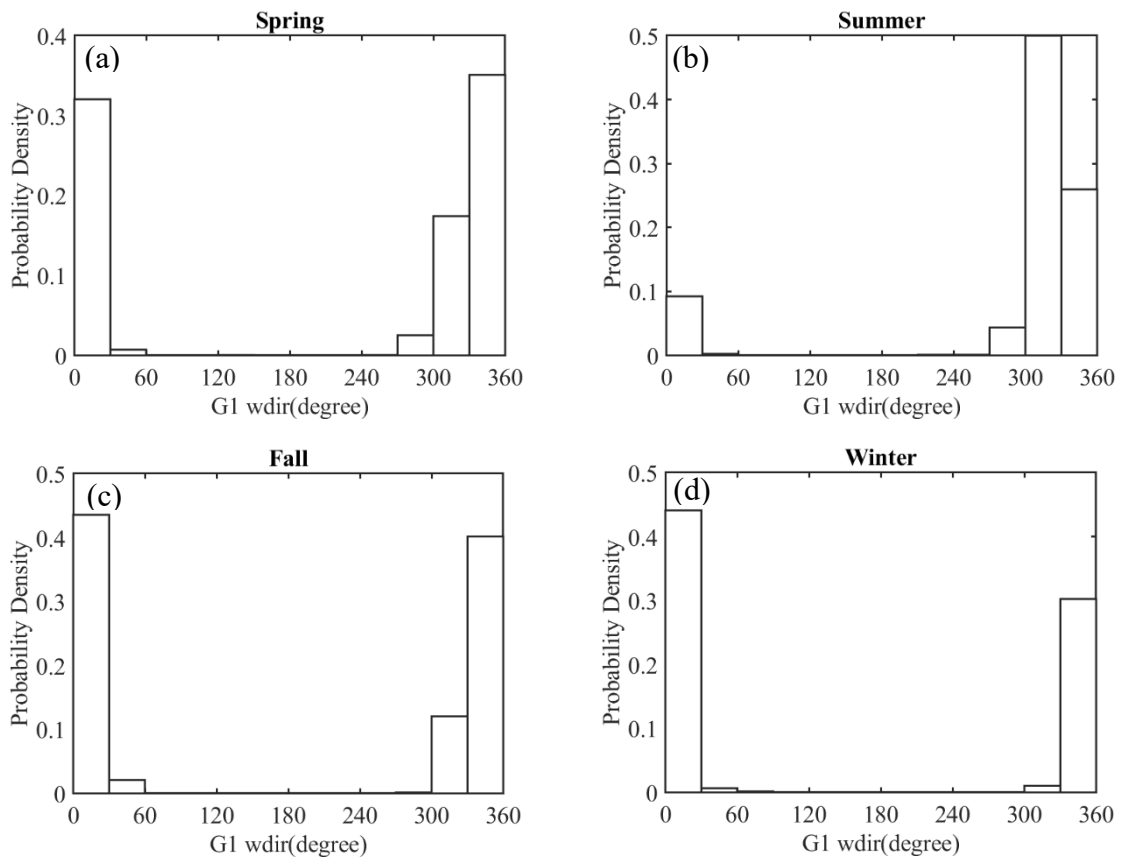 Spring
(a)
Probability Density
0.4
0.3
0.2
0.1
0
0 60 120 180 240 300 360
G1 wdir(degree)
Summer
(b)
Probability Density
0.5
0.4
0.3
0.2
0.1
0
0 60 120 180 240 300 360
G1 wdir(degree)
Fall
(c)
Probability Density
0.5
0.4
0.3
0.2
0.1
0
0 60 120 180 240 300 360
G1 wdir(degree)
Winter
(d)
Probability Density
0.5
0.4
0.3
0.2
0.1
0
0 60 120 180 240 300 360
G1 wdir(degree)